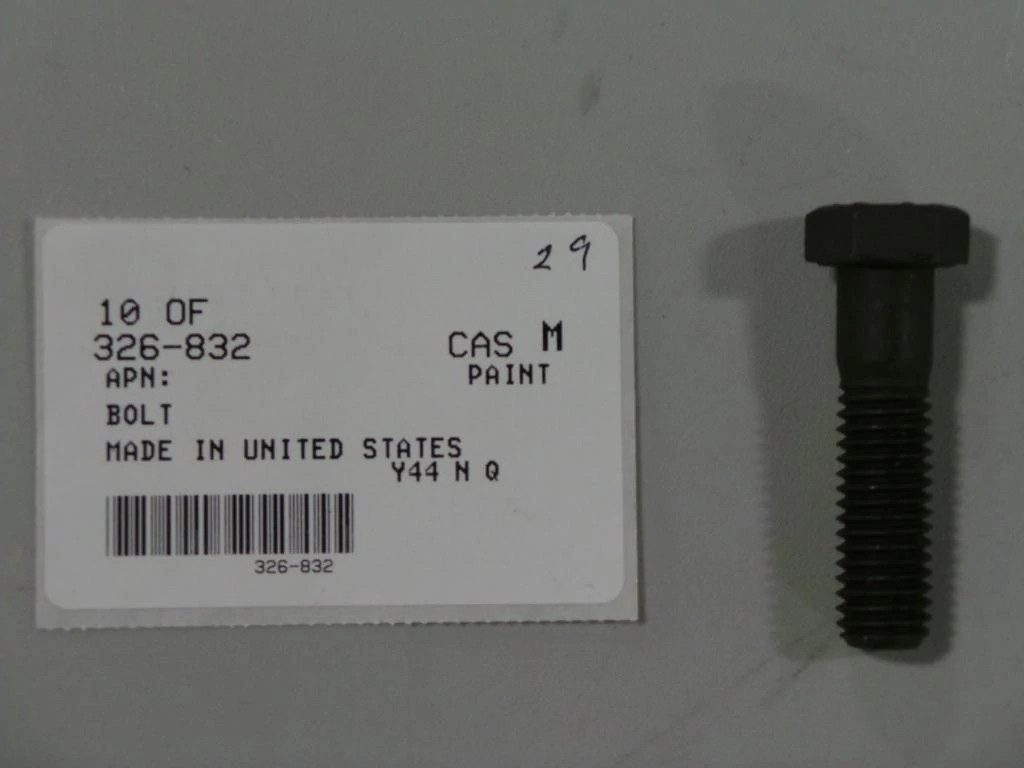 29
10 OF
326-832
CAS M
APN:
PAINT
BOLT
MADE IN UNITED STATES
Y44 N Q
326-832